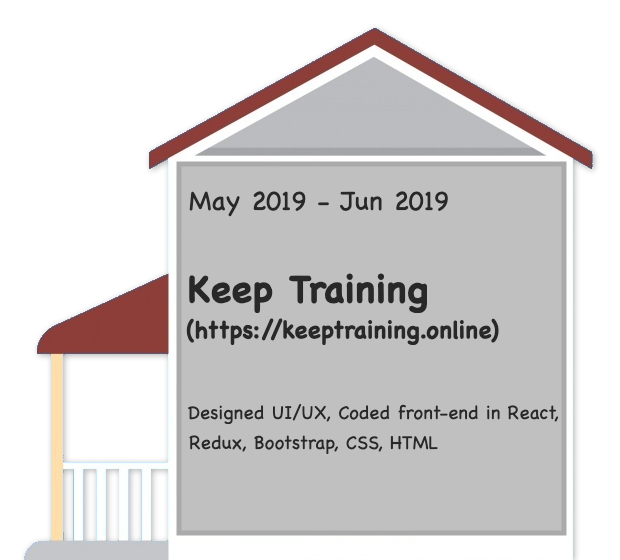 May 2019 - Jun 2019
Keep Training
(https://keeptraining.online)
Designed UI/UX, Coded front-end in React,
Redux, Bootstrap, CSS, HTML